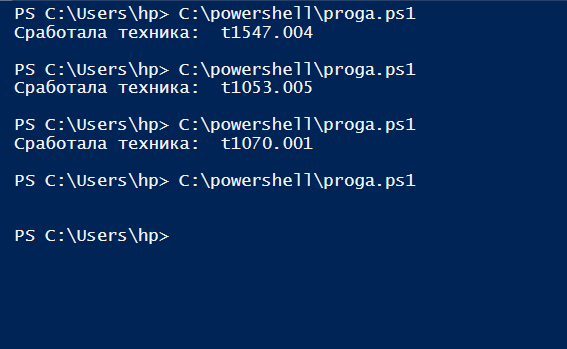 PS C:\Users\hp> C:\powershell\proga.ps1
Сработала техника:  t1547.004
PS C:\Users\hp> C:\powershell\proga.ps1
Сработала техника:  t1053.005
PS C:\Users\hp> C:\powershell\proga.ps1
Сработала техника:  t1070.001
PS C:\Users\hp> C:\powershell\proga.ps1
PS C:\Users\hp>